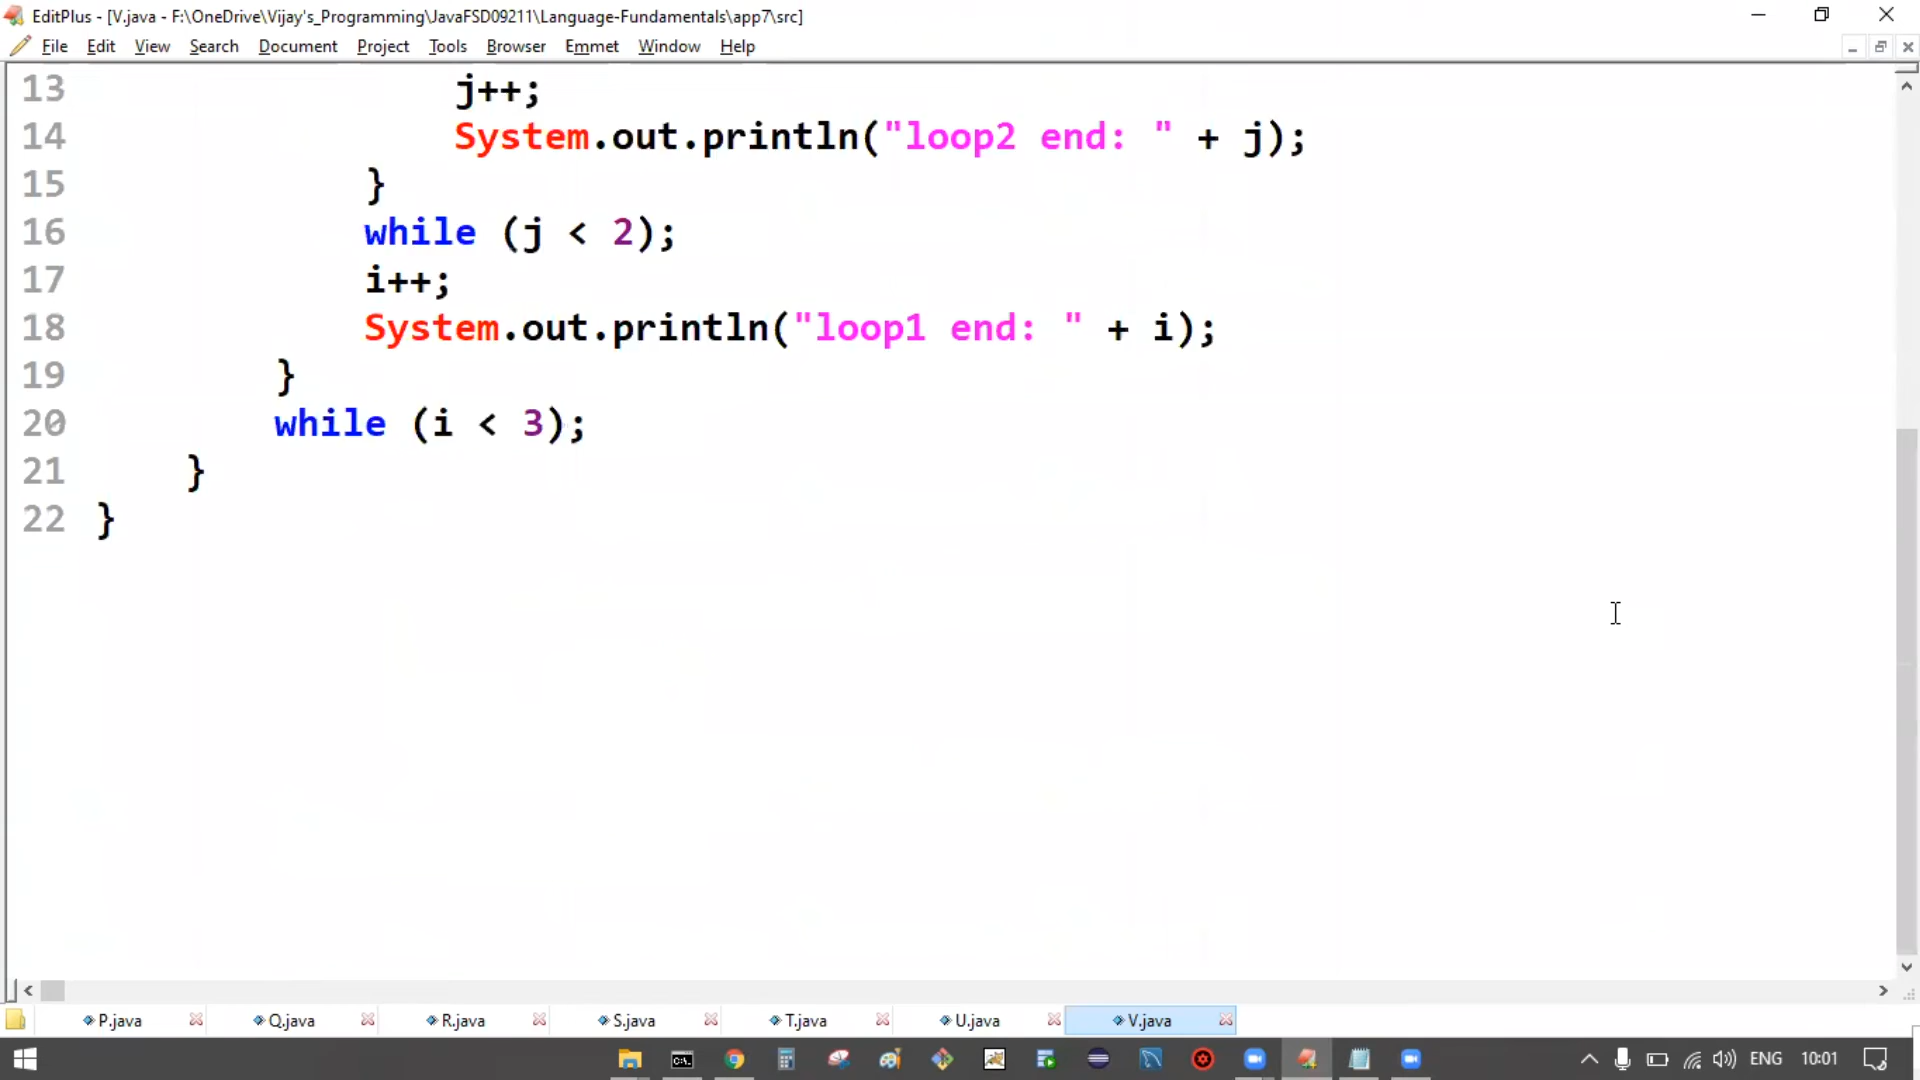 EditPlus - [V.java - F:\OneDrive\Vijay's_Programming\JavaFSD09211\Language-Fundamentals\app7\src]
File Edit View Search Document Project Tools Browser Emmet Window Help
13 j++;
14 System.out.println("loop2 end: " + j);
15 }
16 while (j < 2);
17 i++;
18 System.out.println("loop1 end: " + i);
19 }
20 while (i < 3);
21 }
22 }
P.java Q.java R.java S.java T.java U.java V.java
ENG 10:01